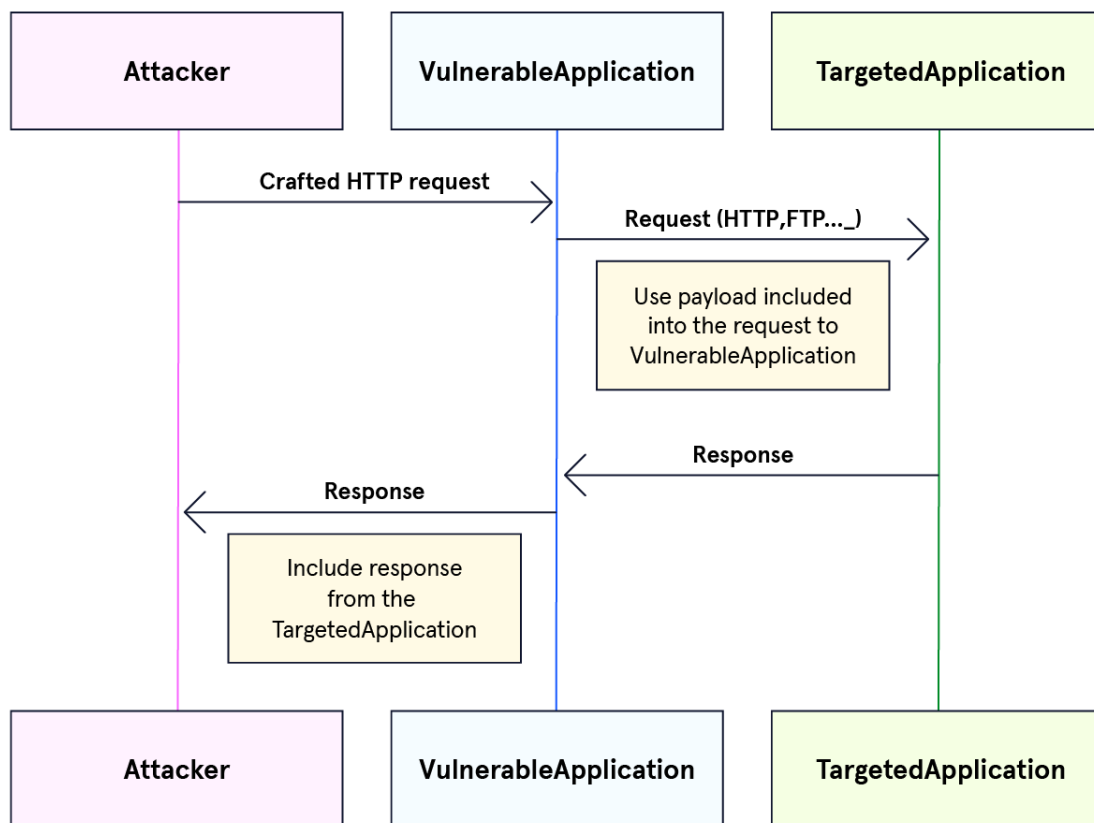 Attacker
VulnerableApplication
TargetedApplication
Crafted HTTP request
Request (HTTP,FTP..._)
Use payload included
into the request to
VulnerableApplication
Response
Response
Include response
from the
TargetedApplication
Attacker
VulnerableApplication
TargetedApplication